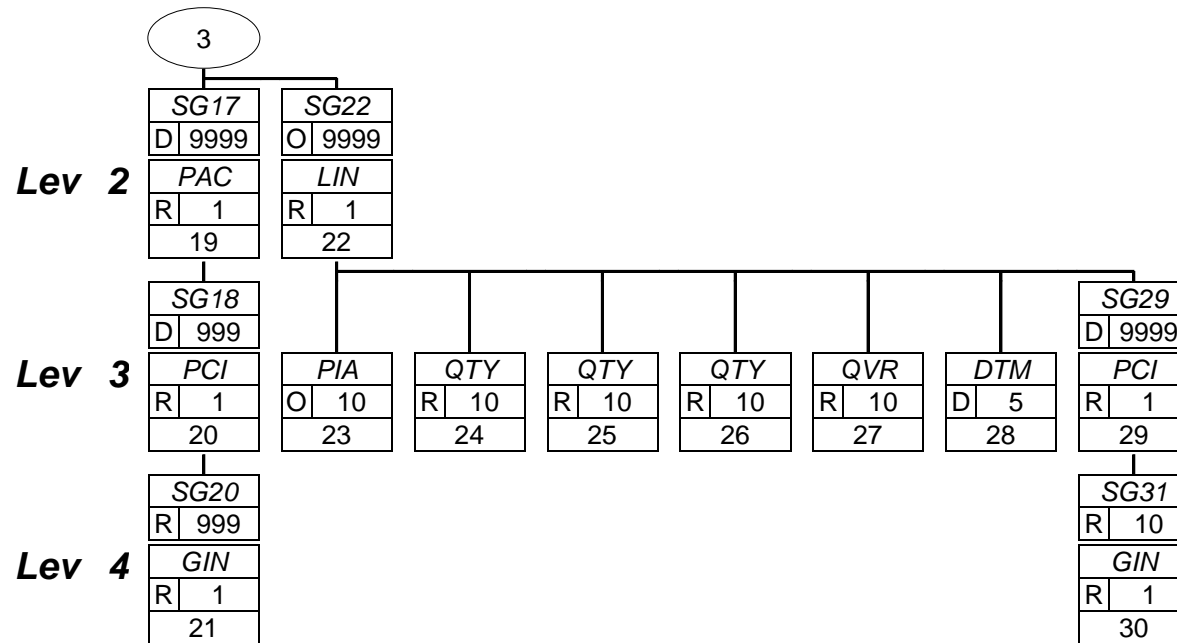 3
SG17 SG22
D 9999 O 9999
Lev 2 PAC LIN
R 1 R 1
19 22
SG18 SG29
D 999 D 9999
Lev 3 PCI PIA QTY QTY QTY QVR DTM PCI
R 1 O 10 R 10 R 10 R 10 R 10 D 5 R 1
20 23 24 25 26 27 28 29
SG20 SG31
R 999 R 10
Lev 4 GIN GIN
R 1 R 1
21 30